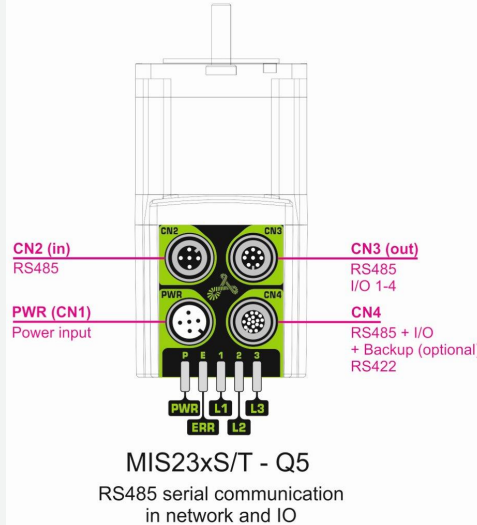 CN2
CN3
CN2 (in)
RS485
CN3 (out)
RS485
I/O 1-4
PWR
CN4
PWR (CN1)
Power input
CN4
RS485 + I/O
+ Backup (optional
RS422
P E 1 2 3
PWR L1 L3
ERR L2
MIS23xS/T - Q5
RS485 serial communication
in network and IO